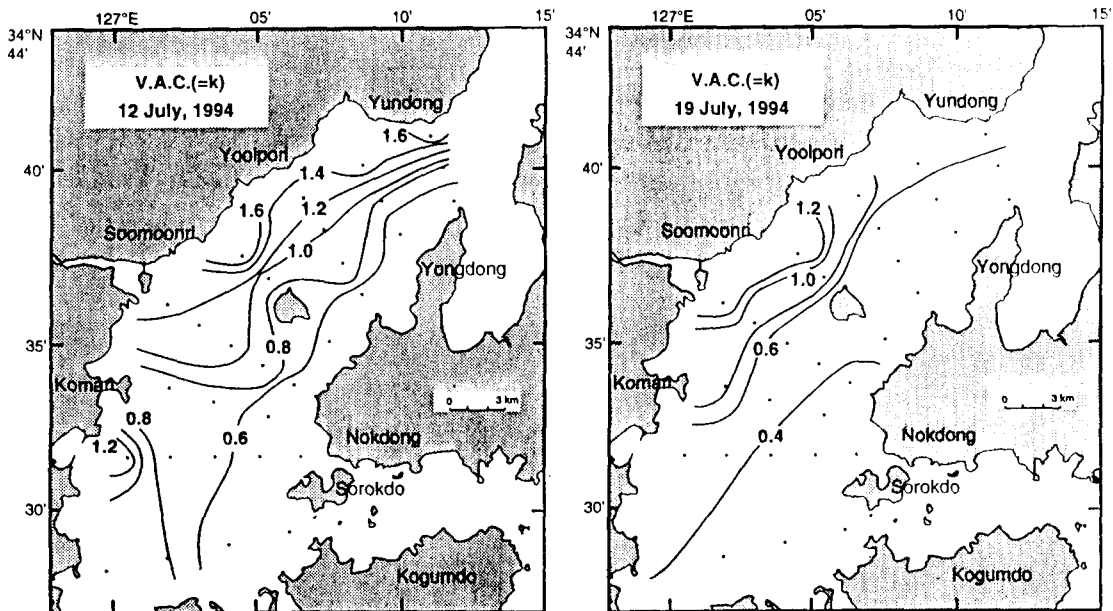 127°E 05' 10' 15'
34°N
44'
V.A.C.(=k)
12 July, 1994
Yundong
1.6
40'
Yoolpori
1.4
1.6
1.2
Soomoonri
1.0
Yongdong
35'
0.8
Komari
0 3 km
0.8
0.6
1.2
Nokdong
30'
Sorokdo
Kogumdo
127°E 05' 10' 15'
34°N
44'
V.A.C.(=k)
19 July, 1994
Yundong
40'
Yoolpori
1.2
Soomoonri
1.0
Yongdong
35'
0.6
Komari
0 3 km
0.4
Nokdong
30'
Sorokdo
Kogumdo